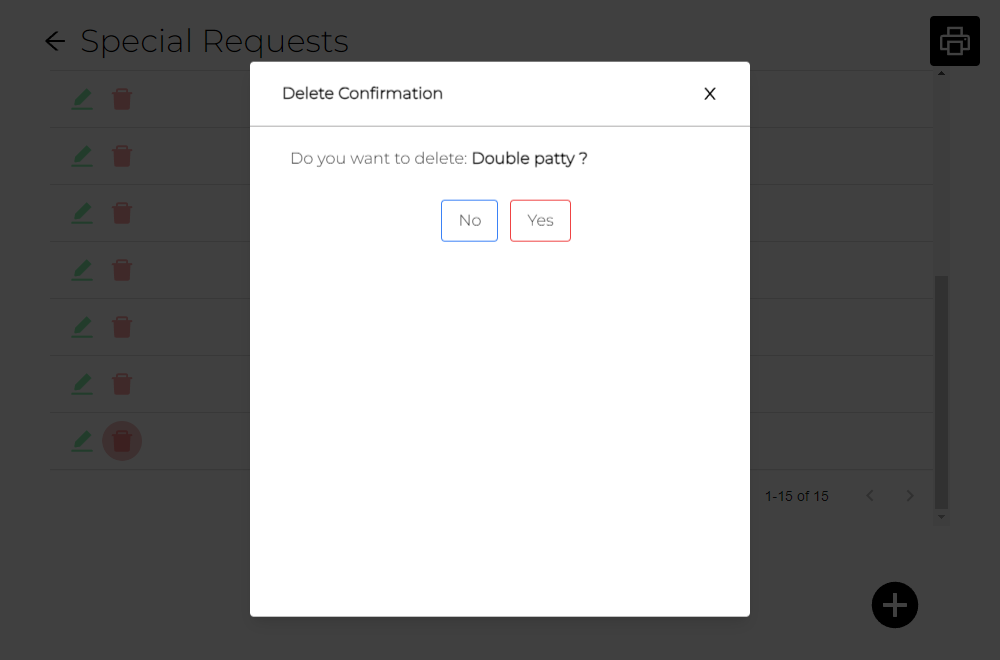 Special Requests
Delete Confirmation
X
Do you want to delete: Double patty ?
No
Yes
1-15 of 15